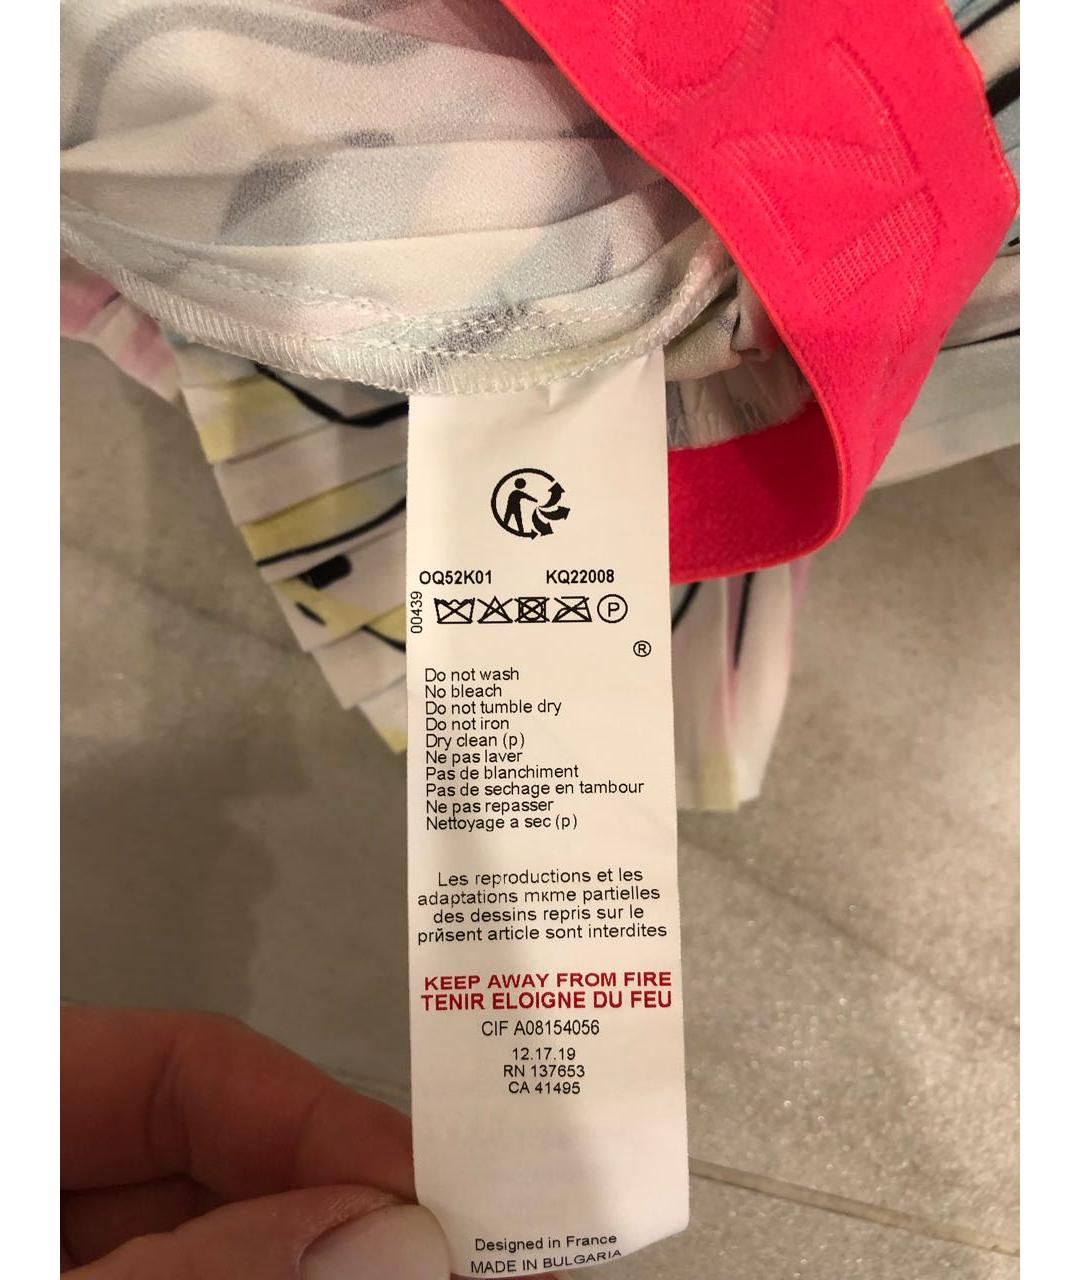 OQ52K01 KQ22008
00439
P
®
Do not wash
No bleach
Do not tumble dry
Do not iron
Dry clean (p)
Ne pas laver
Pas de blanchiment
Pas de sechage en tambour
Ne pas repasser
Nettoyage a sec (p)
Les reproductions et les
adaptations mкme partielles
des dessins repris sur le
prйsent article sont interdites
KEEP AWAY FROM FIRE
TENIR ELOIGNE DU FEU
CIF A08154056
12.17.19
RN 137653
CA 41495
Designed in France
MADE IN BULGARIA